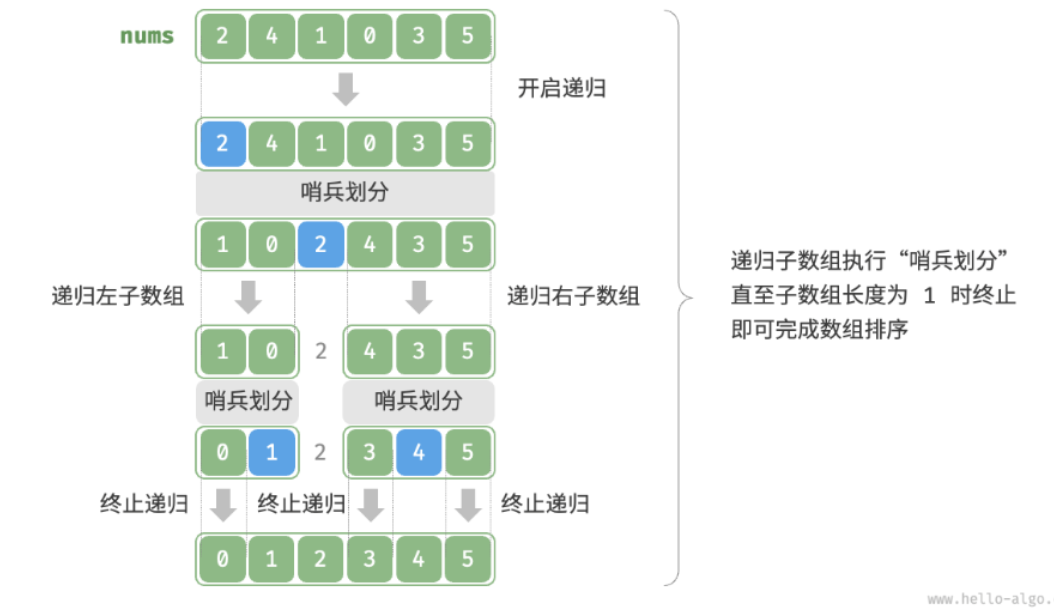 nums 2 4 1 0 3 5
开启递归
2 4 1 0 3 5
哨兵划分
1 0 2 4 3 5
递归左子数组 递归右子数组
1 0 2 4 3 5
哨兵划分 哨兵划分
0 1 2 3 4 5
终止递归 终止递归 终止递归
0 1 2 3 4 5
递归子数组执行“哨兵划分”
直至子数组长度为 1 时终止
即可完成数组排序
www.hello-algo.